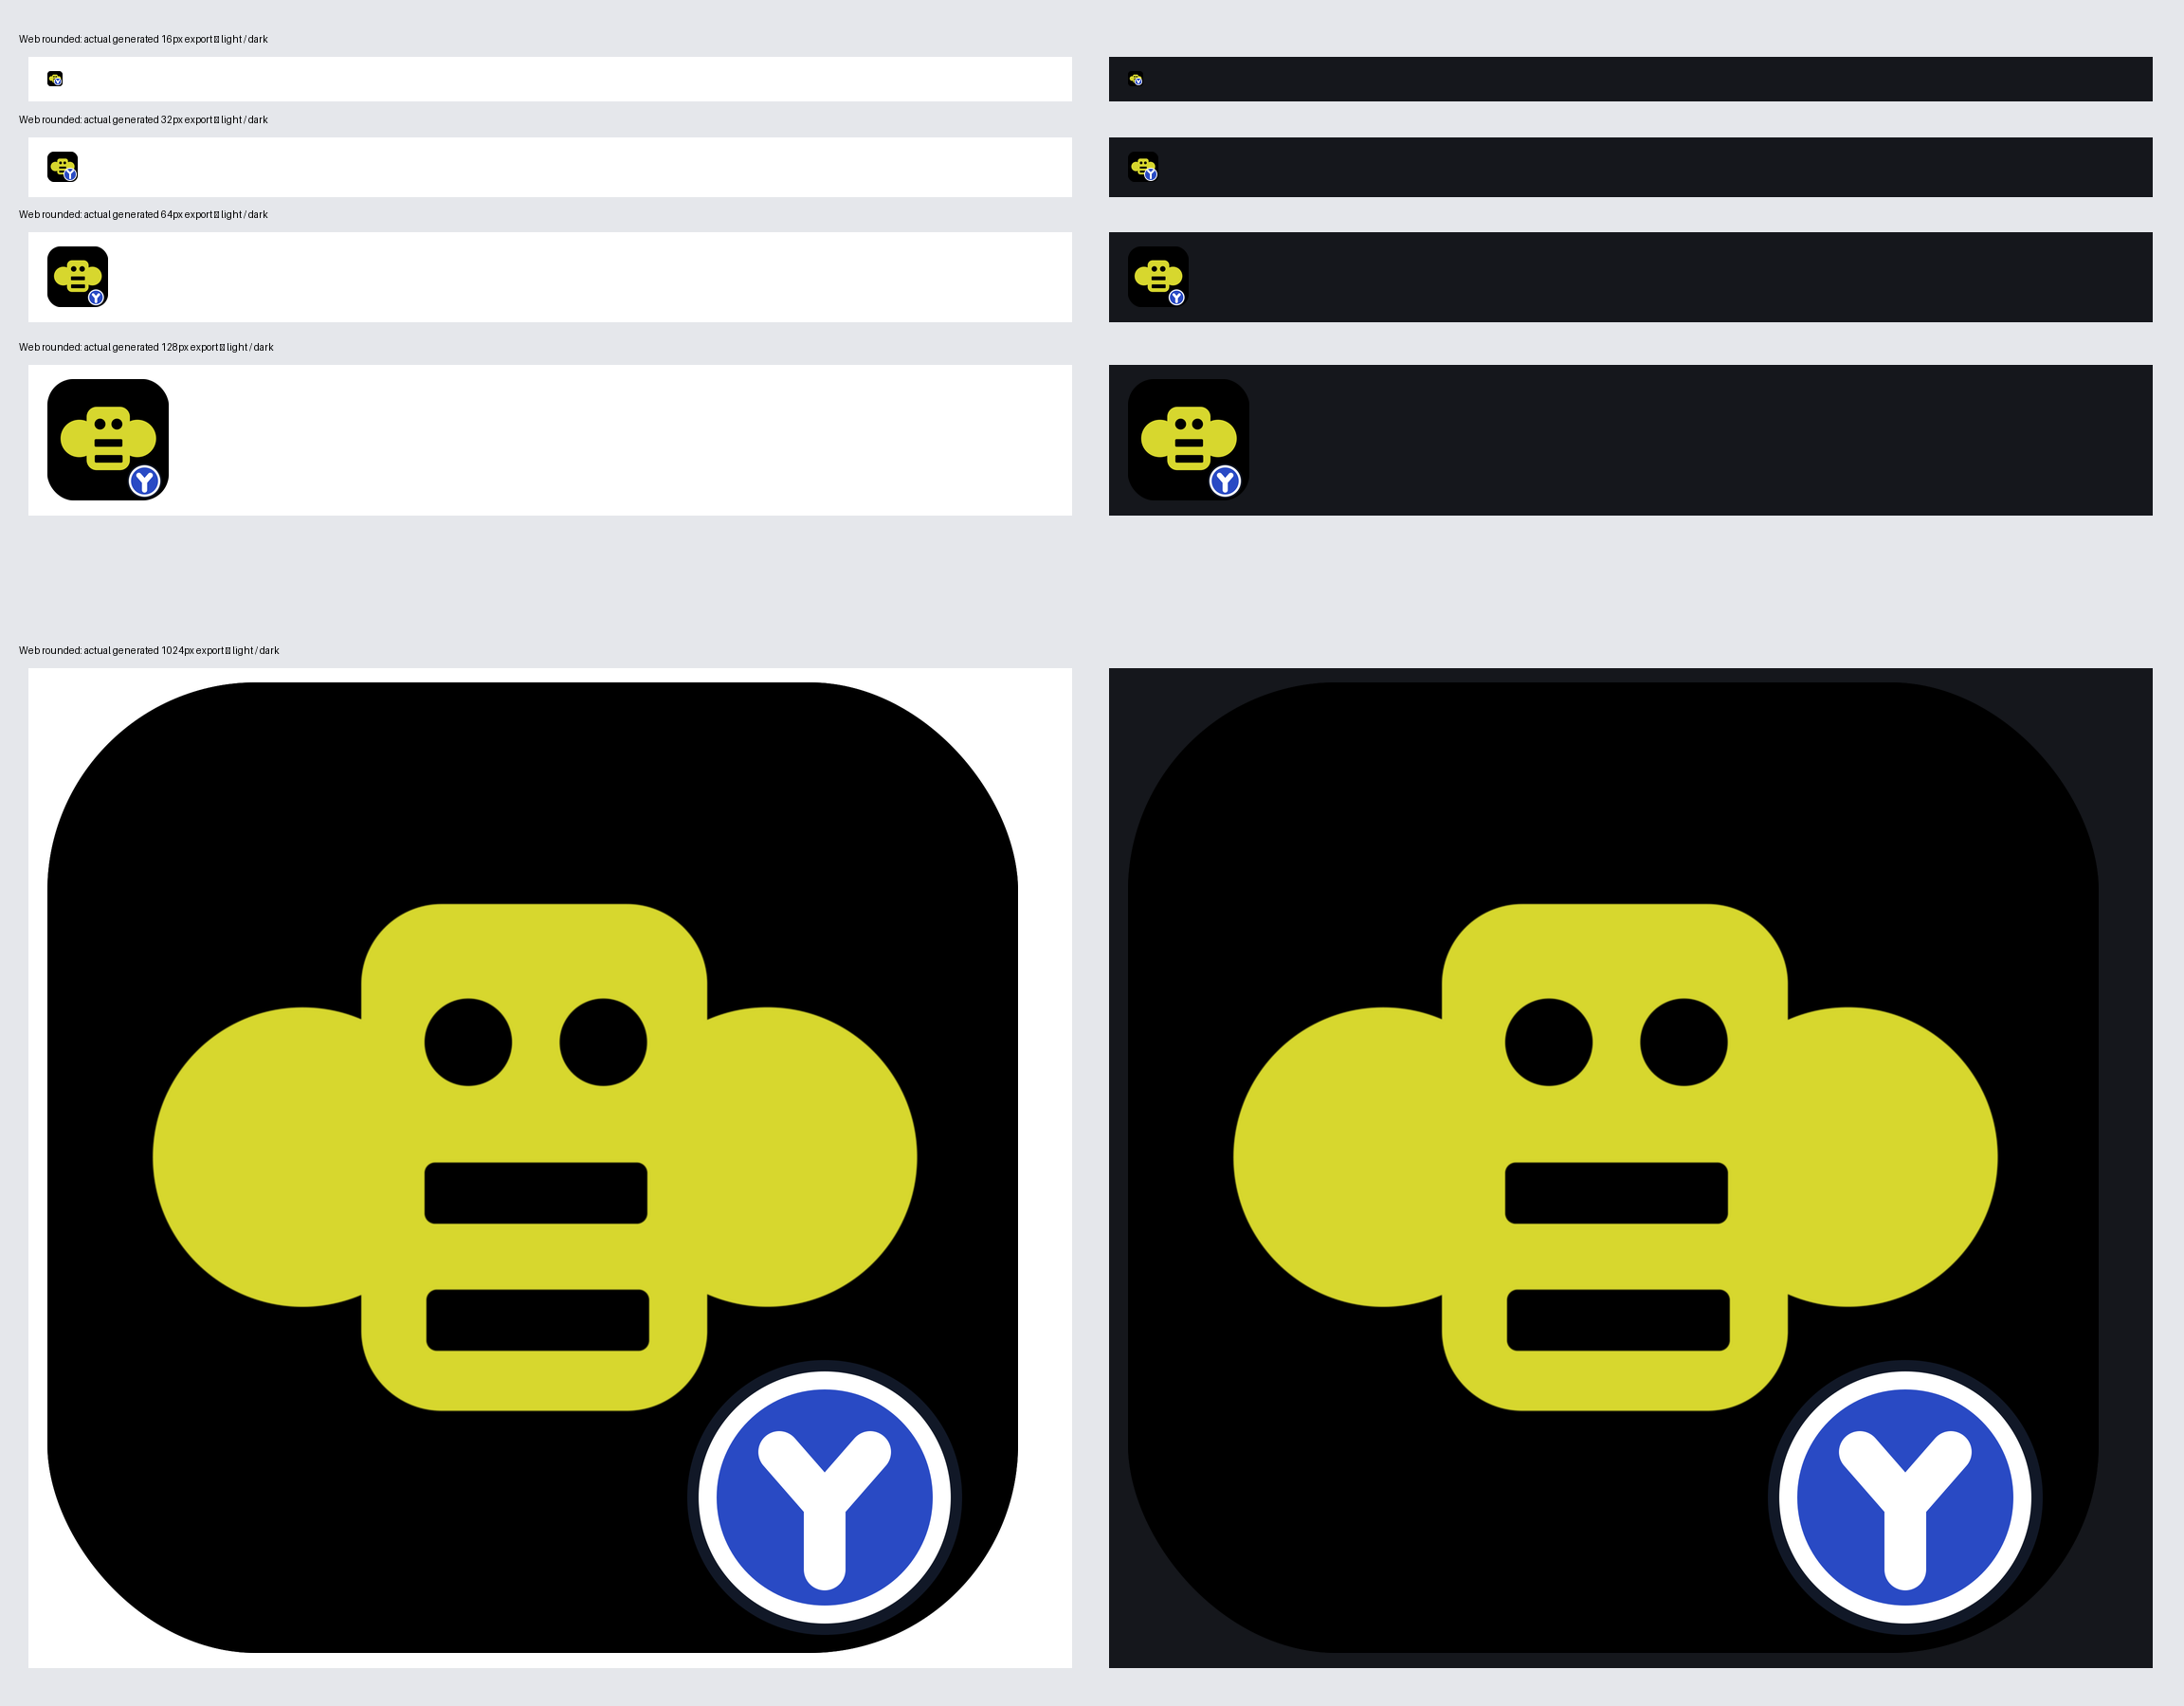 Web rounded: actual generated 16px export � light / dark
Y
Y
Web rounded: actual generated 32px export � light / dark
Y
Y
Web rounded: actual generated 64px export � light / dark
Y
Y
Web rounded: actual generated 128px export � light / dark
Y
Y
Web rounded: actual generated 1024px export � light / dark
Y
Y